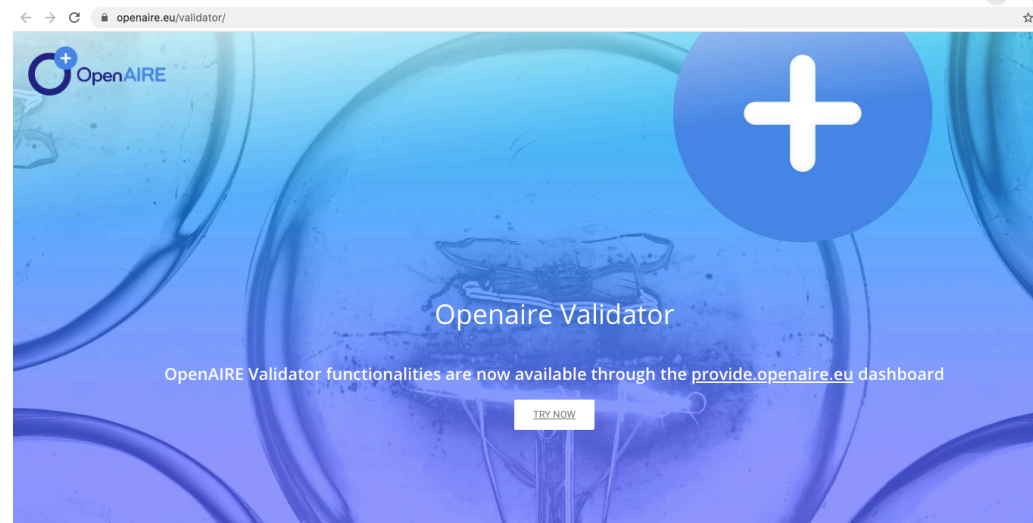 openaire.eu/validator/
OpenAIRE
Openaire Validator
OpenAIRE Validator functionalities are now available through the provide.openaire.eu dashboard
TRY NOW